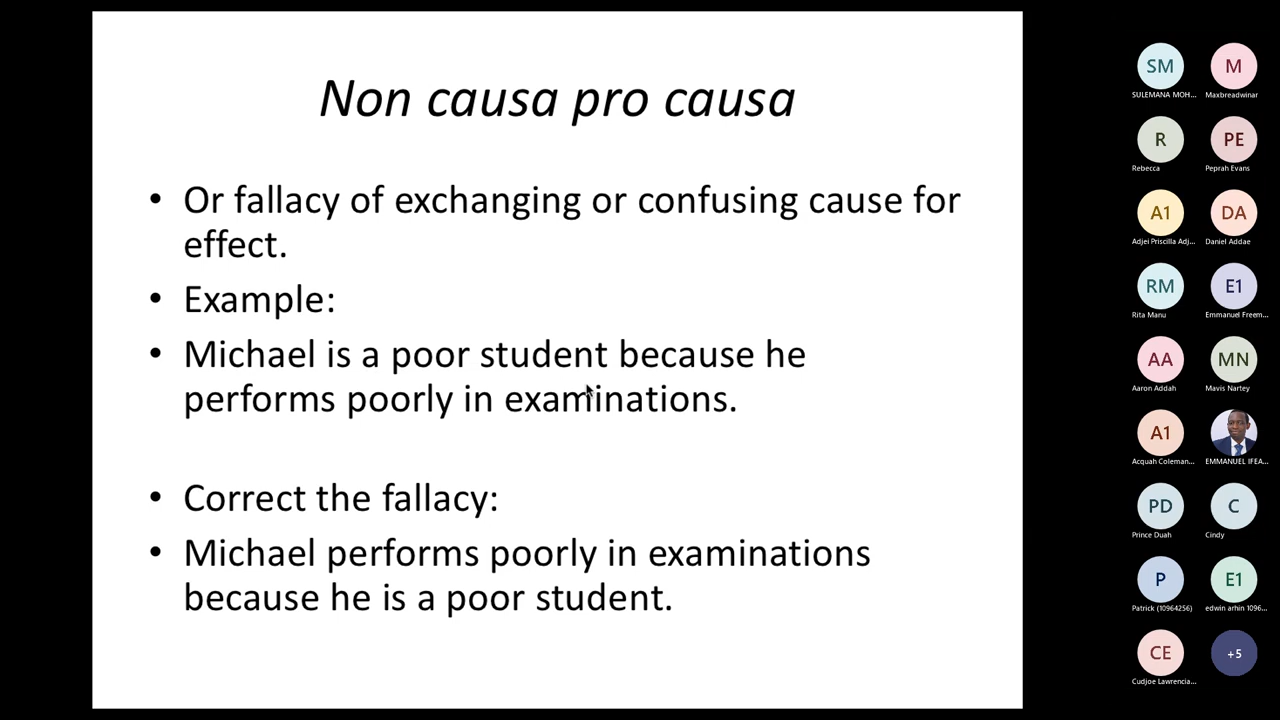 Non causa pro causa
• Or fallacy of exchanging or confusing cause for
effect.
• Example:
• Michael is a poor student because he
performs poorly in examinations.
• Correct the fallacy:
• Michael performs poorly in examinations
because he is a poor student.
SM M
SULEMANA MOH... Maxbreadwinar
R PE
Rebecca Peprah Evans
A1 DA
Adjei Priscilla Adj... Daniel Addae
RM E1
Rita Manu Emmanuel Freem...
AA MN
Aaron Addah Mavis Nartey
A1
Acquah Coleman... EMMANUEL IFEA...
PD C
Prince Duah Cindy
P E1
Patrick (10964256) edwin arhin 1096...
CE +5
Cudjoe Lawrencia...